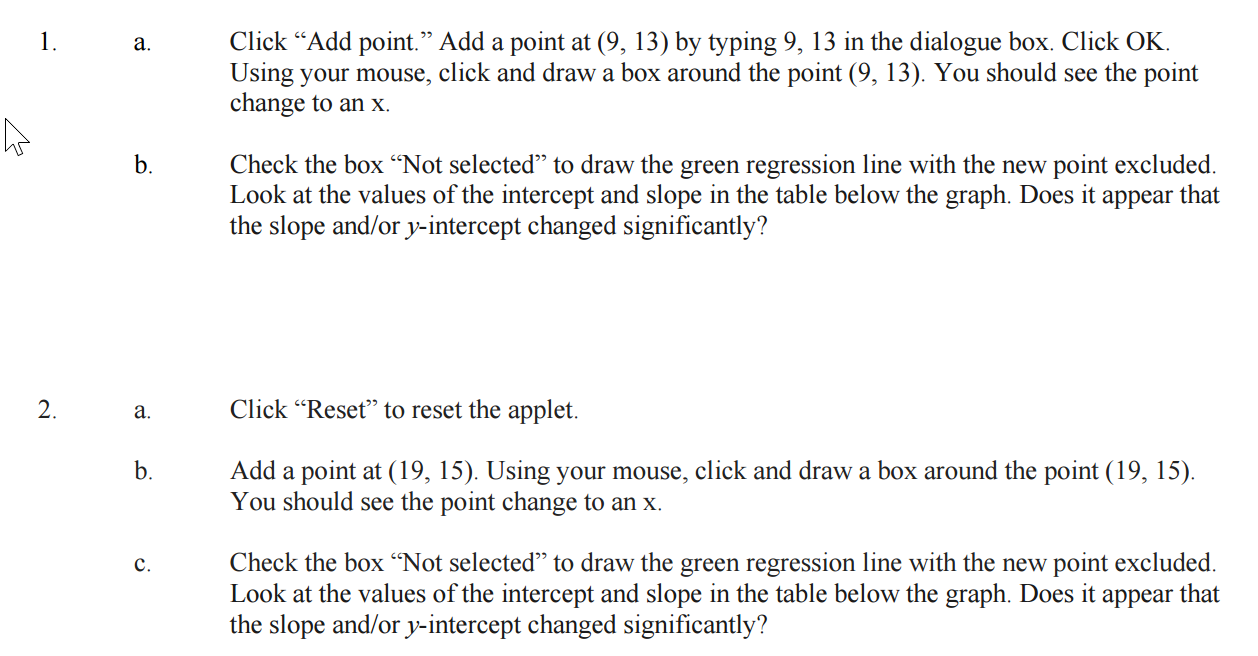 1. a. Click “Add point.” Add a point at (9, 13) by typing 9, 13 in the dialogue box. Click OK.
Using your mouse, click and draw a box around the point (9, 13). You should see the point
change to an x.
b. Check the box “Not selected” to draw the green regression line with the new point excluded.
Look at the values of the intercept and slope in the table below the graph. Does it appear that
the slope and/or y-intercept changed significantly?
2. a. Click “Reset” to reset the applet.
b. Add a point at (19, 15). Using your mouse, click and draw a box around the point (19, 15).
You should see the point change to an x.
c. Check the box “Not selected” to draw the green regression line with the new point excluded.
Look at the values of the intercept and slope in the table below the graph. Does it appear that
the slope and/or y-intercept changed significantly?